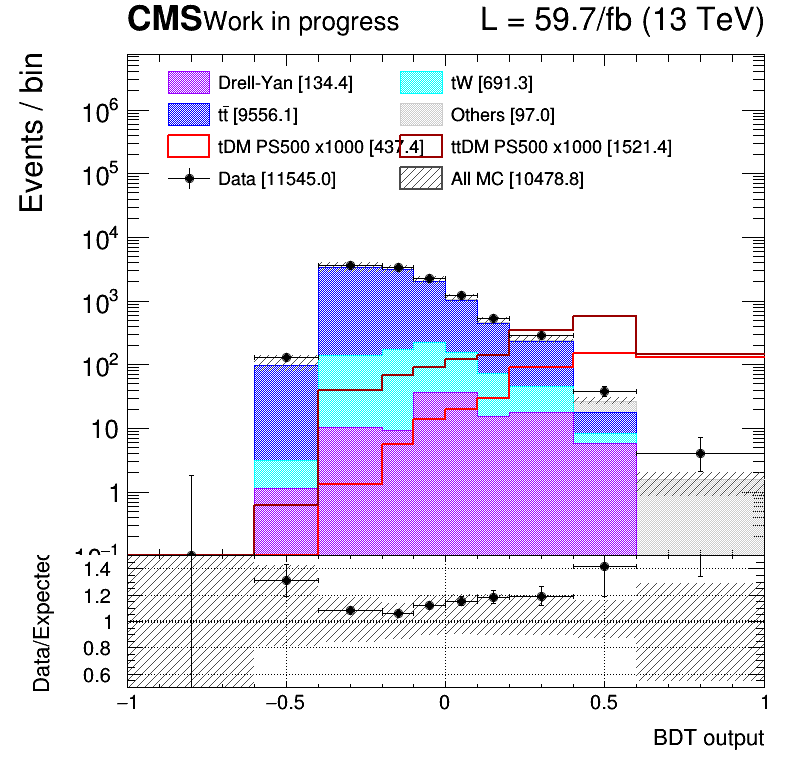 CMS Work in progress L = 59.7/fb (13 TeV)
Events / bin
Drell-Yan [134.4] tW [691.3]
tt̄ [9556.1] Others [97.0]
tDM PS500 x1000 [437.4] ttDM PS500 x1000 [1521.4]
Data [11545.0] All MC [10478.8]
10⁶
10⁵
10⁴
10³
10²
10
1
10⁻¹
Data/Expected
1.4
1.2
1
0.8
0.6
−1 −0.5 0 0.5 1
BDT output